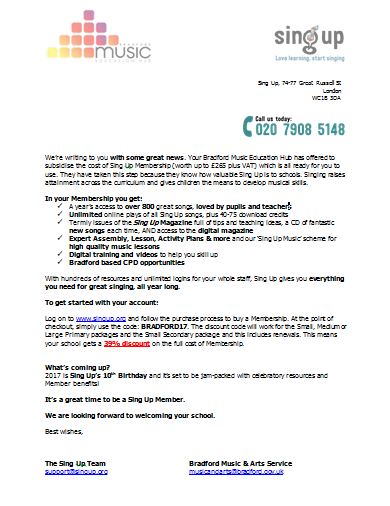 BRADFORD
music
EDUCATION HUB
sing up
Love learning, start singing
Sing Up, 74-77 Great Russell St
London
WC1B 3DA
Call us today:
020 7908 5148
We're writing to you with some great news. Your Bradford Music Education Hub has offered to
subsidise the cost of Sing Up Membership (worth up to £265 plus VAT) which is all ready for you to
use. They have taken this step because they know how valuable Sing Up is to schools. Singing raises
attainment across the curriculum and gives children the means to develop musical skills.
In your Membership you get:
✓ A year's access to over 800 great songs, loved by pupils and teachers
✓ Unlimited online plays of all Sing Up songs, plus 40-75 download credits
✓ Termly issues of the Sing Up Magazine full of tips and teaching ideas, a CD of fantastic
new songs each time, AND access to the digital magazine
✓ Expert Assembly, Lesson, Activity Plans & more and our 'Sing Up Music' scheme for
high quality music lessons
✓ Digital training and videos to help you skill up
✓ Bradford based CPD opportunities
With hundreds of resources and unlimited logins for your whole staff, Sing Up gives you everything
you need for great singing, all year long.
To get started with your account:
Log on to www.singup.org and follow the purchase process to buy a Membership. At the point of
checkout, simply use the code: BRADFORD17. The discount code will work for the Small, Medium or
Large Primary packages and the Small Secondary package and this includes renewals. This means
your school gets a 39% discount on the full cost of Membership.
What's coming up?
2017 is Sing Up's 10th Birthday and it's set to be jam-packed with celebratory resources and
Member benefits!
It's a great time to be a Sing Up Member.
We are looking forward to welcoming your school.
Best wishes,
The Sing Up Team
support@singup.org
Bradford Music & Arts Service
musicandarts@bradford.gov.uk